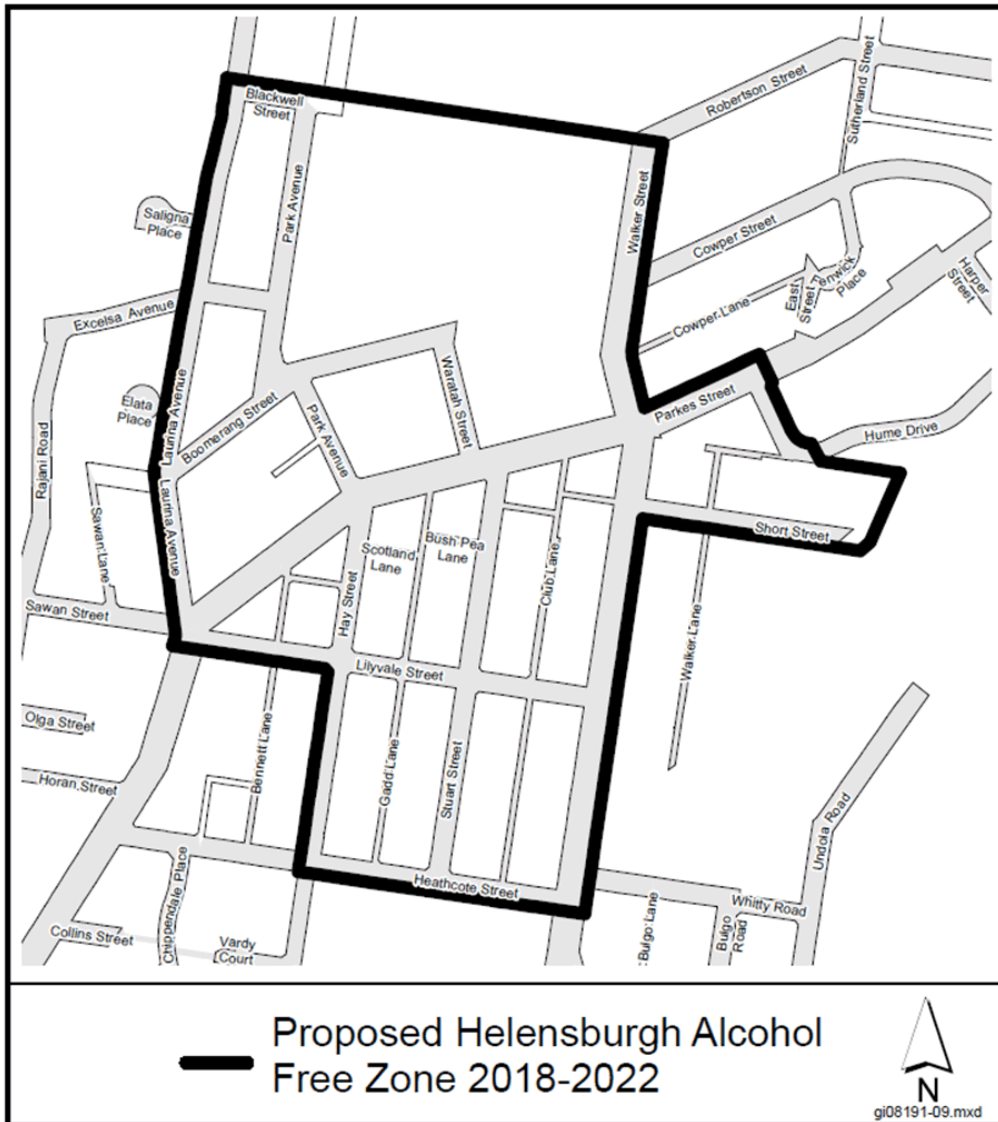 Blackwell
Street
Robertson Street
Sutherland Street
Park Avenue
Walker Street
Saligna
Place
Cowper Street
Fenwick
Place
East
Street
Harper
Street
Cowper Lane
Excelsa Avenue
Waratah Street
Elata
Place
Laurina Avenue
Boomerang Street
Park Avenue
Parkes Street
Hume Drive
Rajani Road
Sawan Lane
Laurina Avenue
Short Street
Scotland
Lane
Bush Pea
Lane
Club Lane
Hay Street
Sawan Street
Walker Lane
Lilyvale Street
Olga Street
Bennett Lane
Gadd Lane
Stuart Street
Horan Street
Undola Road
Heathcote Street
Chippendale Place
Whitty Road
Bulgo Lane
Bulgo
Road
Collins Street
Vardy
Court
Proposed Helensburgh Alcohol
Free Zone 2018-2022
N
gi08191-09.mxd